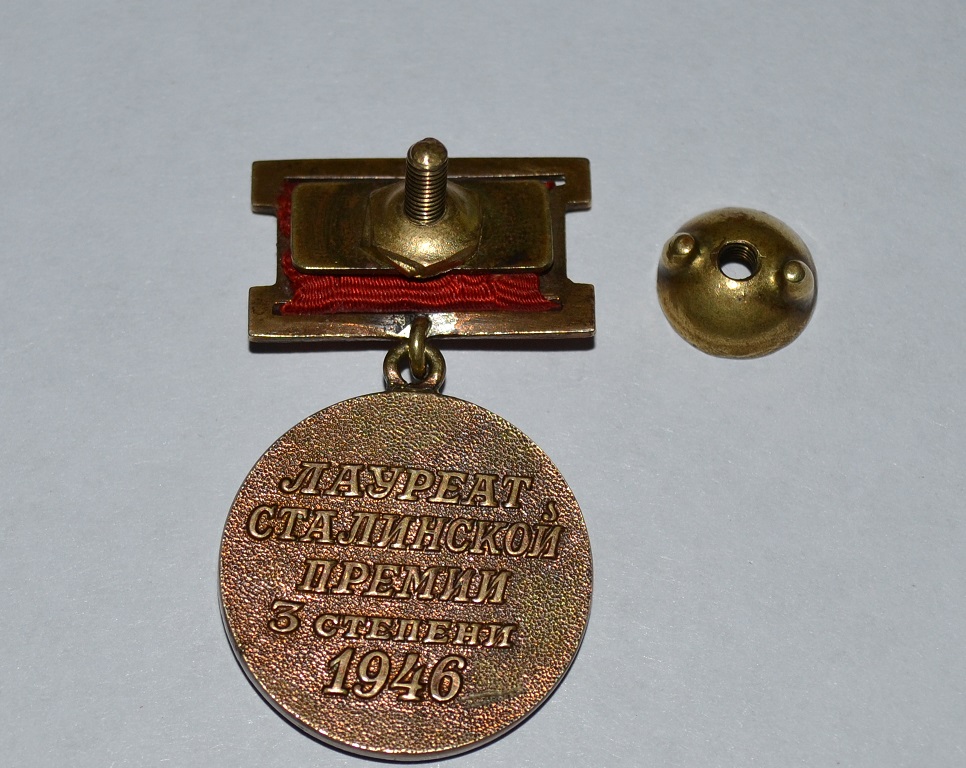 ЛАУРЕАТ
СТАЛИНСКОЙ
ПРЕМИИ
3 СТЕПЕНИ
1946